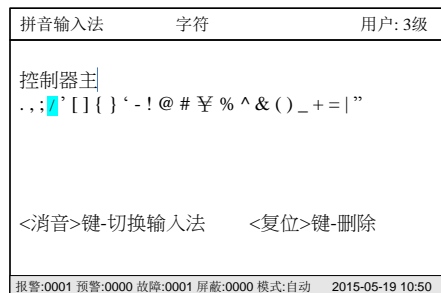 拼音输入法 字符 用户: 3级
控制器主
. , ; / ' [ ] { } ‘ - ! @ # ￥ % ^ & ( ) _ + = | ”
<消音>键-切换输入法 <复位>键-删除
报警:0001 预警:0000 故障:0001 屏蔽:0000 模式:自动 2015-05-19 10:50